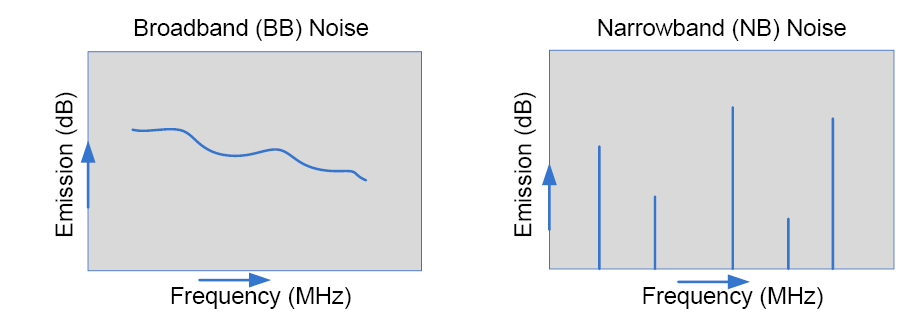 Broadband (BB) Noise
Emission (dB)
Frequency (MHz)
Narrowband (NB) Noise
Emission (dB)
Frequency (MHz)